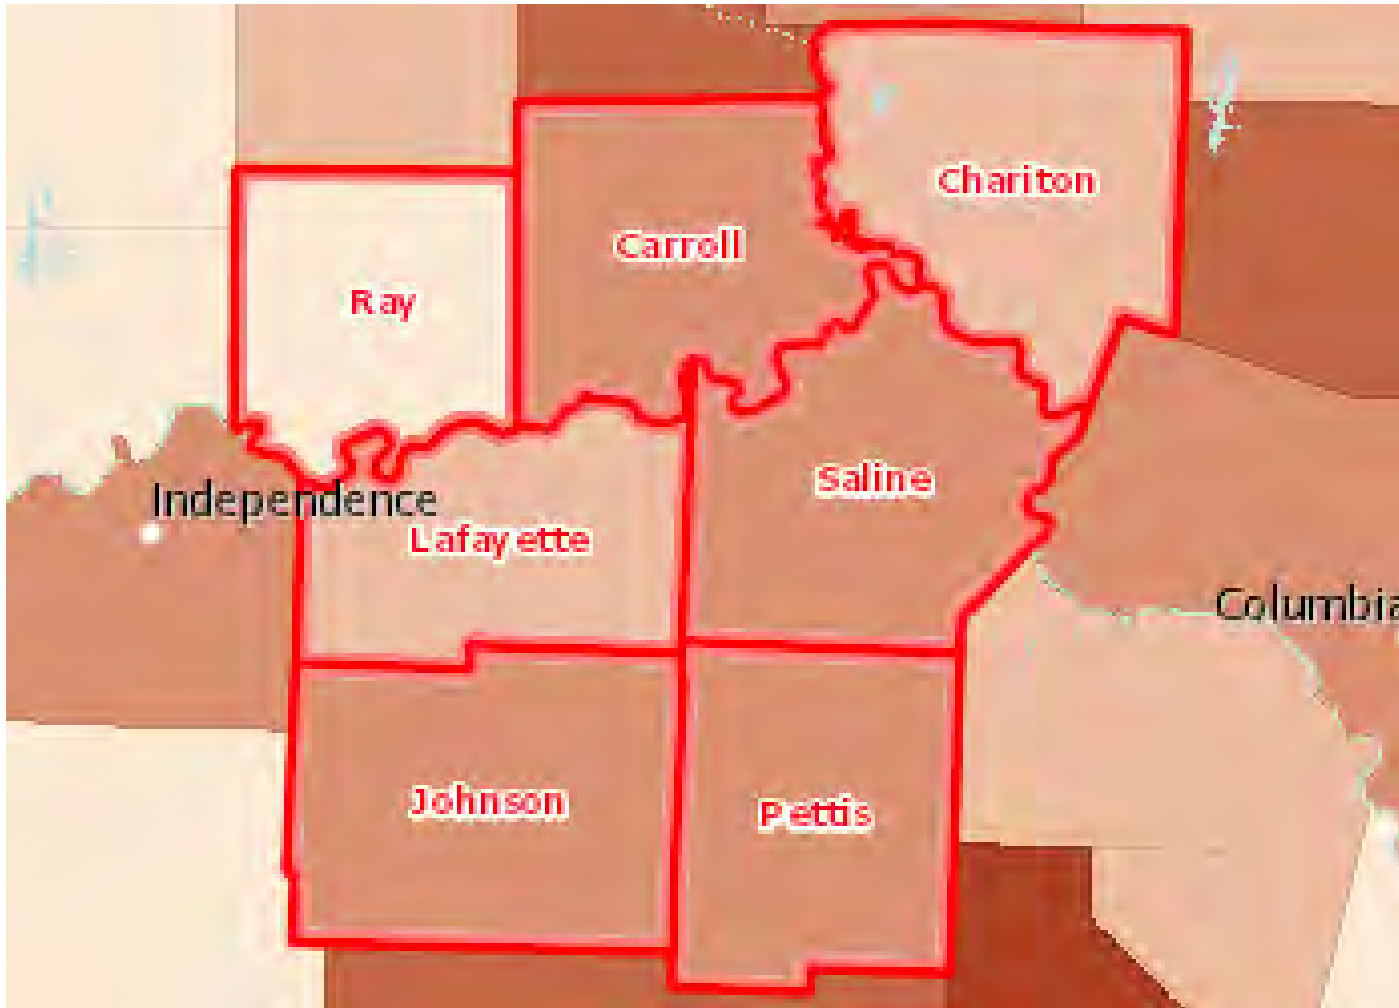 Chariton
Carroll
Ray
Saline
Independence
Lafayette
Columbia
Johnson
Pettis